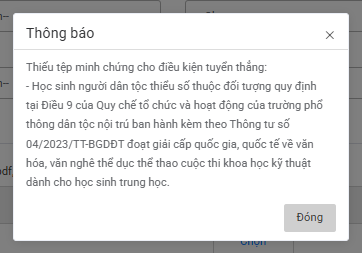 Thông báo
×
Thiếu tệp minh chứng cho điều kiện tuyển thẳng:
- Học sinh người dân tộc thiểu số thuộc đối tượng quy định
tại Điều 9 của Quy chế tổ chức và hoạt động của trường phổ
thông dân tộc nội trú ban hành kèm theo Thông tư số
04/2023/TT-BGDĐT đoạt giải cấp quốc gia, quốc tế về văn
hóa, văn nghệ thể dục thể thao cuộc thi khoa học kỹ thuật
dành cho học sinh trung học.
Đóng